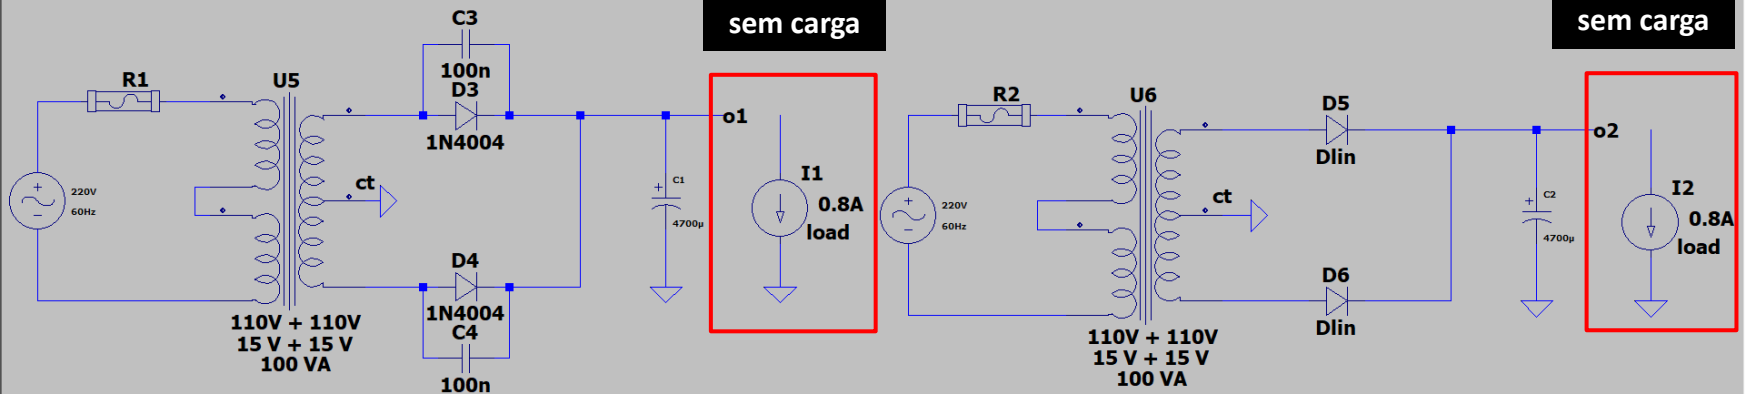 sem carga
C3
100n
D3
1N4004
R1
U5
220V
60Hz
ct
110V + 110V
15 V + 15 V
100 VA
D4
1N4004
C4
100n
C1
4700µ
o1
I1
0.8A
load
sem carga
R2
U6
220V
60Hz
ct
110V + 110V
15 V + 15 V
100 VA
D5
Dlin
D6
Dlin
C2
4700µ
o2
I2
0.8A
load